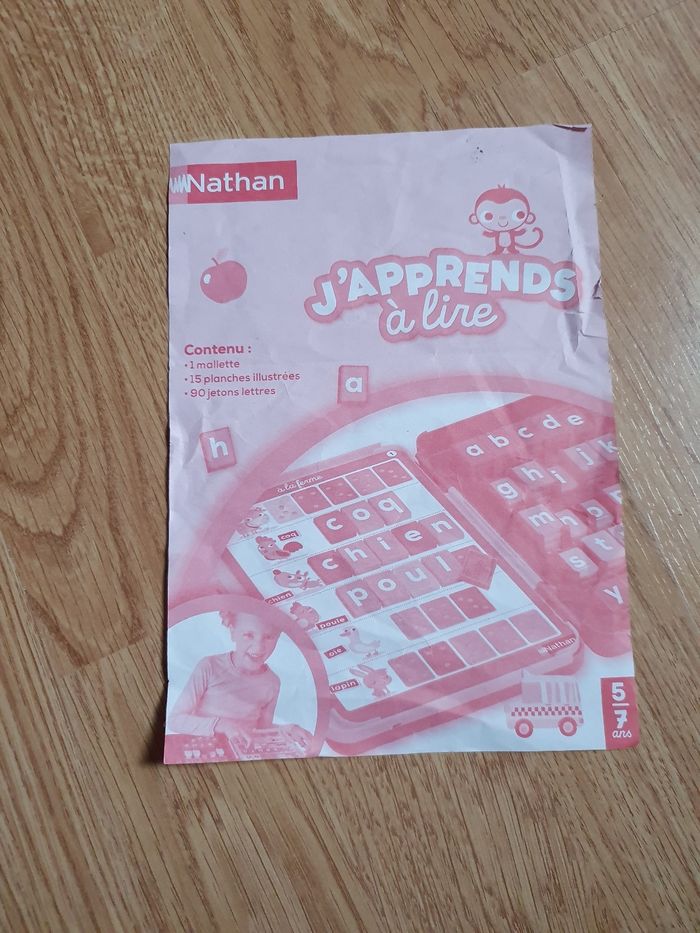 Nathan
J'APPRENDS
à lire
Contenu :
• 1 mallette
• 15 planches illustrées
• 90 jetons lettres
a
h
à la ferme
1
coq
coq
chien
chien
poule
poul
oie
lapin
Nathan
a b c d e
g h i j k
m n o p
s t
y
5
7
ans